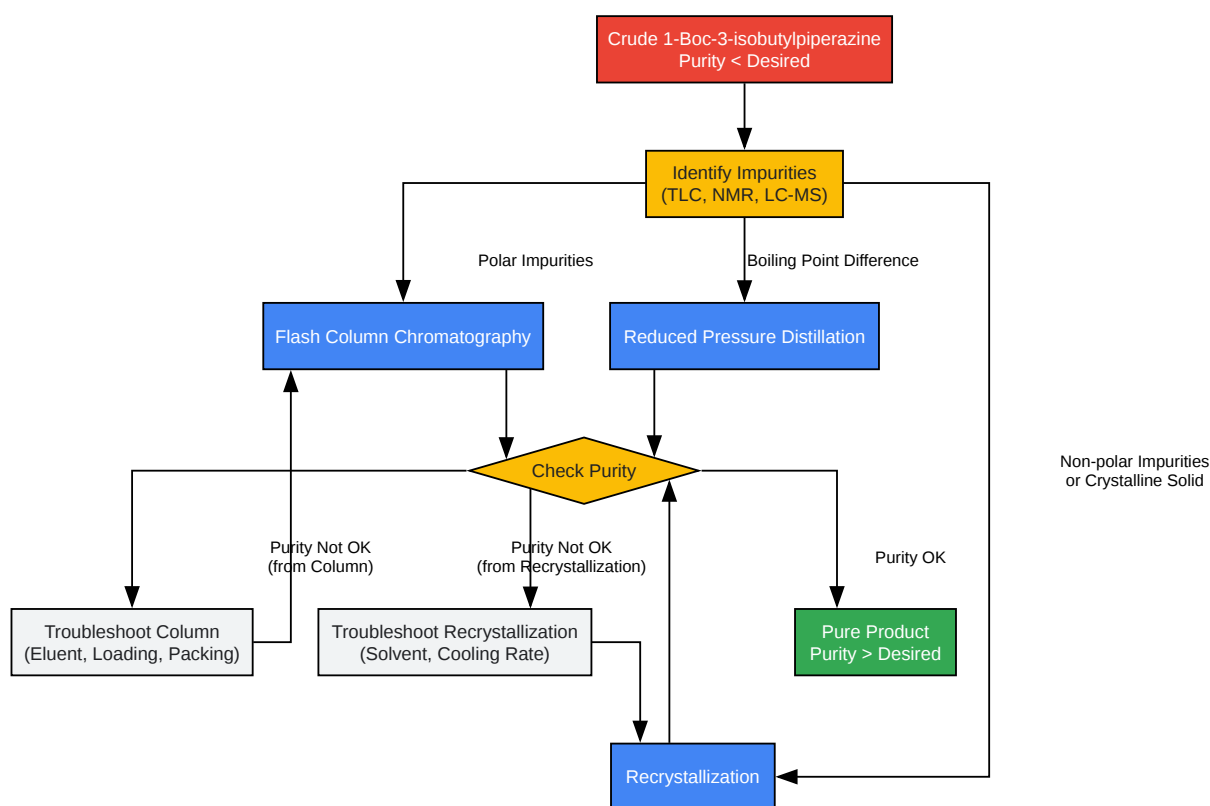 Crude 1-Boc-3-isobutylpiperazine
Purity < Desired
Identify Impurities
(TLC, NMR, LC-MS)
Polar Impurities
Boiling Point Difference
Flash Column Chromatography
Reduced Pressure Distillation
Check Purity
Non-polar Impurities
or Crystalline Solid
Purity Not OK
(from Column)
Purity Not OK
(from Recrystallization)
Purity OK
Troubleshoot Column
(Eluent, Loading, Packing)
Troubleshoot Recrystallization
(Solvent, Cooling Rate)
Pure Product
Purity > Desired
Recrystallization